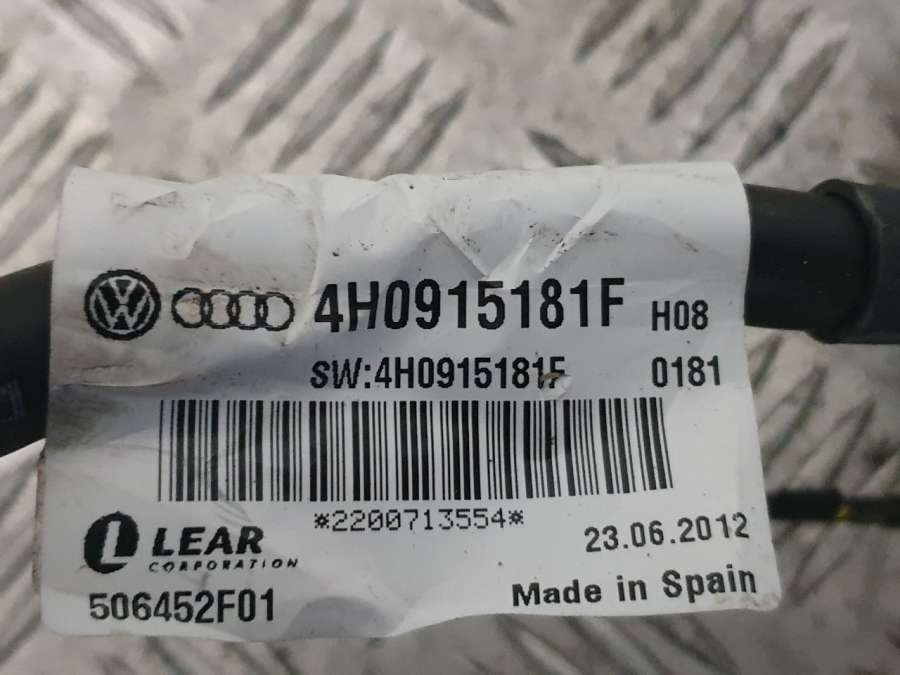 4H0915181F H08
SW:4H0915181F 0181
*2200713554*
LEAR
CORPORATION
23.06.2012
506452F01
Made in Spain